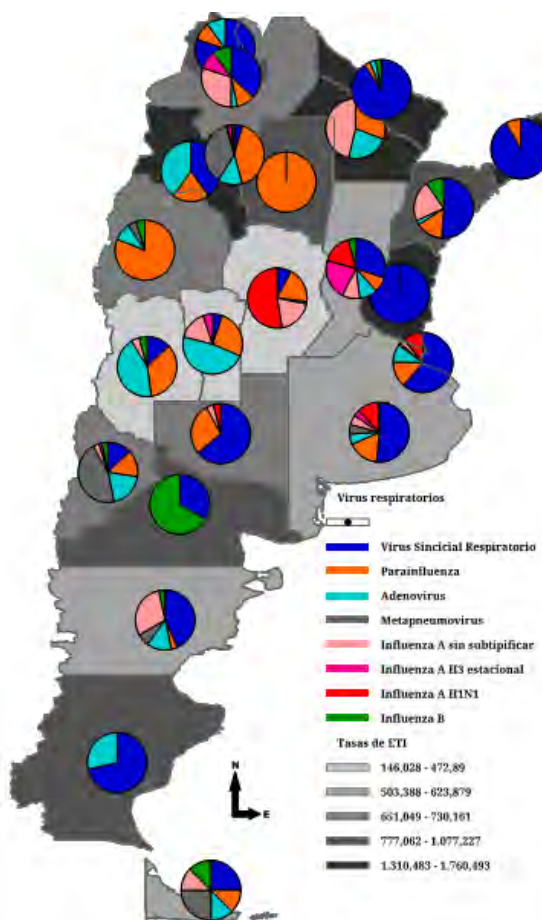 Virus respiratorios
Virus Sincicial Respiratorio
Parainfluenza
Adenovirus
Metapneumovirus
Influenza A sin subtipificar
Influenza A H3 estacional
Influenza A H1N1
Influenza B
Tasas de ETI
N
E
146,028 - 472,89
503,388 - 623,879
651,049 - 730,161
777,062 - 1.077,227
1.310,483 - 1.760,493